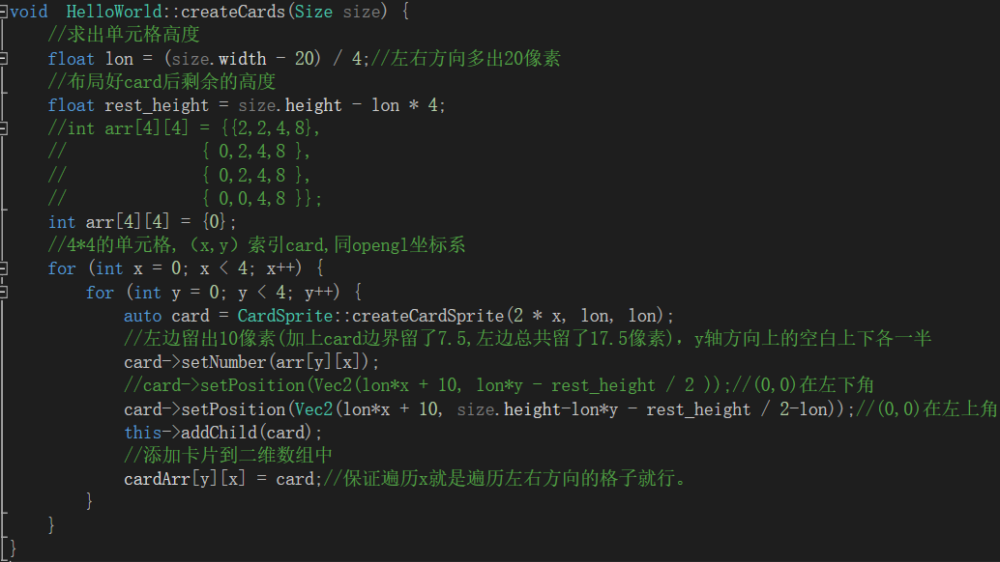 void  HelloWorld::createCards(Size size) {
//求出单元格高度
float lon = (size.width - 20) / 4;//左右方向多出20像素
//布局好card后剩余的高度
float rest_height = size.height - lon * 4;
//int arr[4][4] = {{2,2,4,8},
//              { 0,2,4,8 },
//              { 0,2,4,8 },
//              { 0,0,4,8 }};
int arr[4][4] = {0};
//4*4的单元格,（x,y）索引card,同opengl坐标系
for (int x = 0; x < 4; x++) {
for (int y = 0; y < 4; y++) {
auto card = CardSprite::createCardSprite(2 * x, lon, lon);
//左边留出10像素(加上card边界留了7.5,左边总共留了17.5像素)，y轴方向上的空白上下各一半
card->setNumber(arr[y][x]);
//card->setPosition(Vec2(lon*x + 10, lon*y - rest_height / 2 ));//(0,0)在左下角
card->setPosition(Vec2(lon*x + 10, size.height-lon*y - rest_height / 2-lon));//(0,0)在左上角
this->addChild(card);
//添加卡片到二维数组中
cardArr[y][x] = card;//保证遍历x就是遍历左右方向的格子就行。
}
}
}